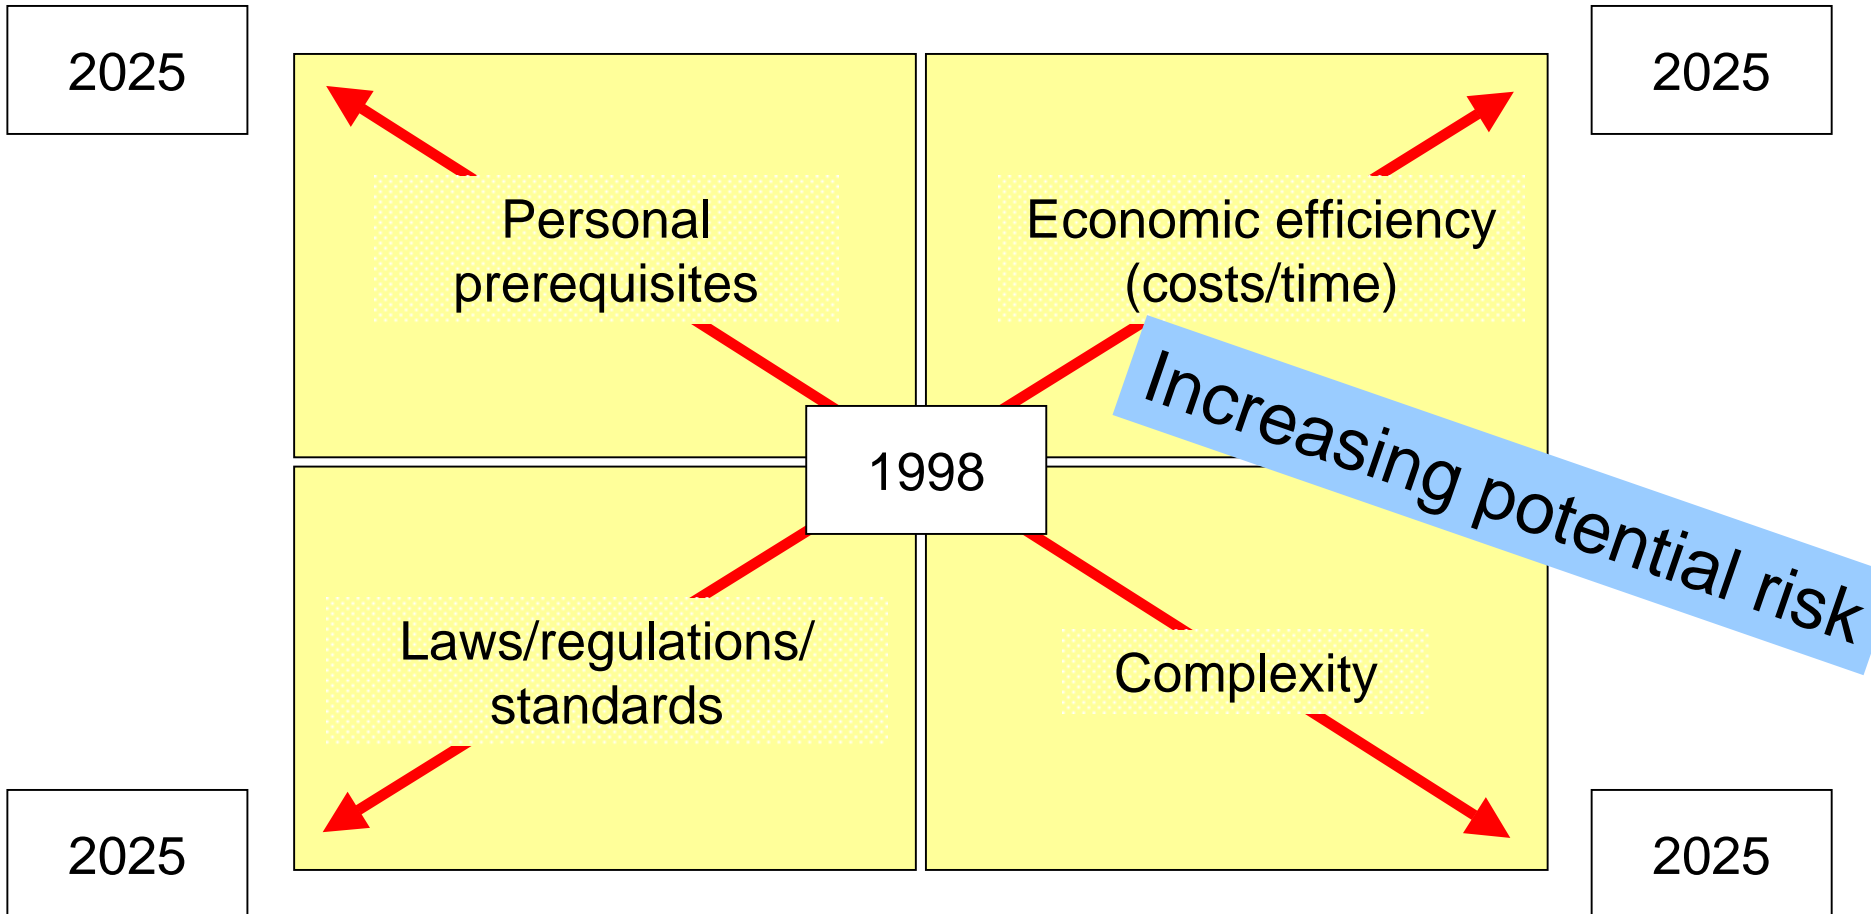 2025
2025
Personal
prerequisites
Economic efficiency
(costs/time)
Increasing potential risk
1998
Laws/regulations/
standards
Complexity
2025
2025